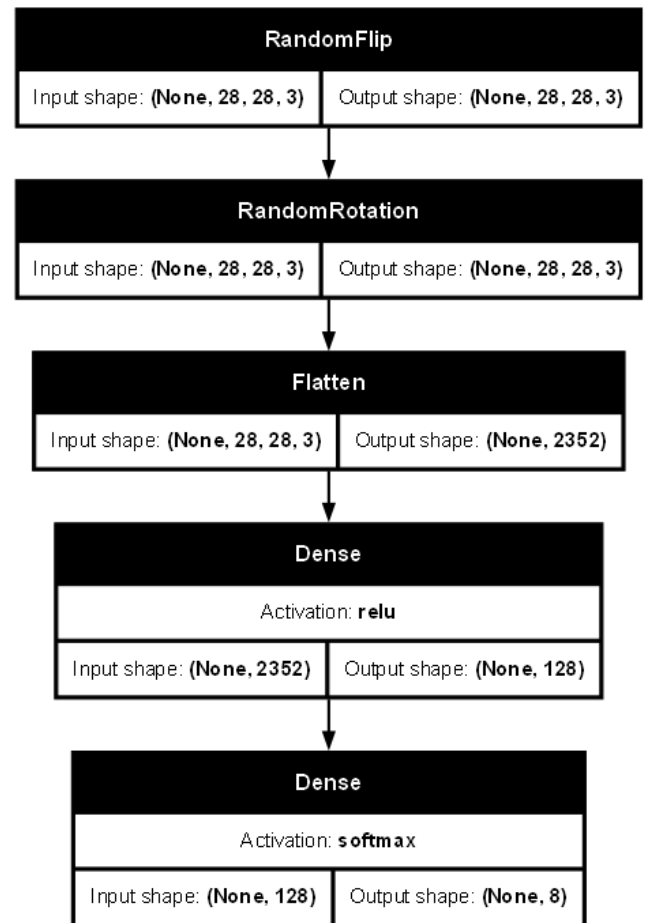 RandomFlip
Input shape: (None, 28, 28, 3) Output shape: (None, 28, 28, 3)
RandomRotation
Input shape: (None, 28, 28, 3) Output shape: (None, 28, 28, 3)
Flatten
Input shape: (None, 28, 28, 3) Output shape: (None, 2352)
Dense
Activation: relu
Input shape: (None, 2352) Output shape: (None, 128)
Dense
Activation: softmax
Input shape: (None, 128) Output shape: (None, 8)